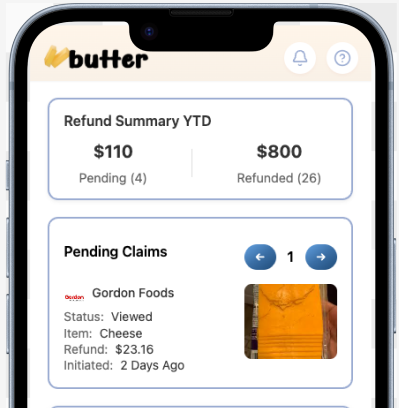 butter
Refund Summary YTD
$110 $800
Pending (4) Refunded (26)
Pending Claims
1
Gordon Gordon Foods
Status: Viewed
Item: Cheese
Refund: $23.16
Initiated: 2 Days Ago